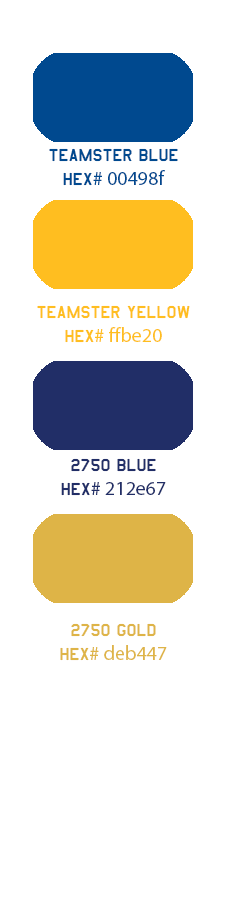 TEAMSTER BLUE
HEX# 00498f
TEAMSTER YELLOW
HEX# ffbe20
2750 BLUE
HEX# 212e67
2750 GOLD
HEX# deb447